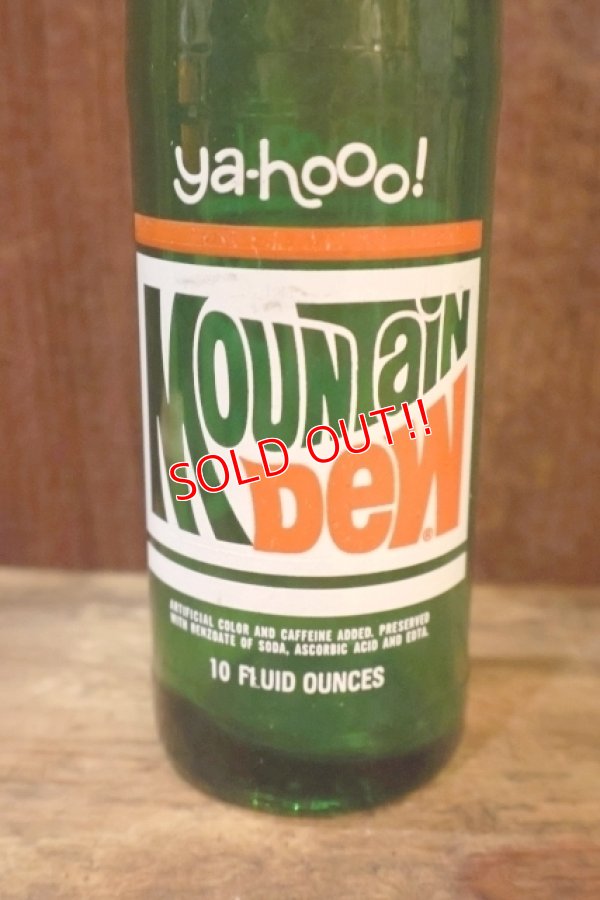 ya-hooo!
MOUNTaiN
DeW®
SOLD OUT!!
ARTIFICIAL COLOR AND CAFFEINE ADDED. PRESERVED
WITH BENZOATE OF SODA, ASCORBIC ACID AND EDTA.
10 FLUID OUNCES